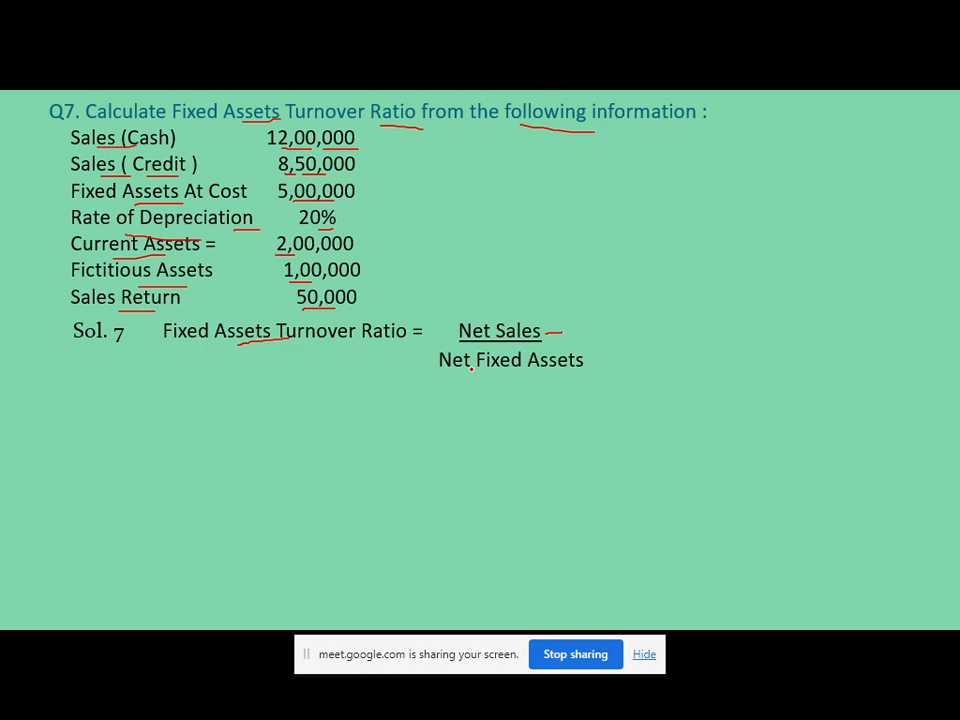 Q7. Calculate Fixed Assets Turnover Ratio from the following information :
Sales (Cash) 12,00,000
Sales ( Credit ) 8,50,000
Fixed Assets At Cost 5,00,000
Rate of Depreciation 20%
Current Assets = 2,00,000
Fictitious Assets 1,00,000
Sales Return 50,000
Sol. 7 Fixed Assets Turnover Ratio = Net Sales
Net Fixed Assets
meet.google.com is sharing your screen. Stop sharing Hide